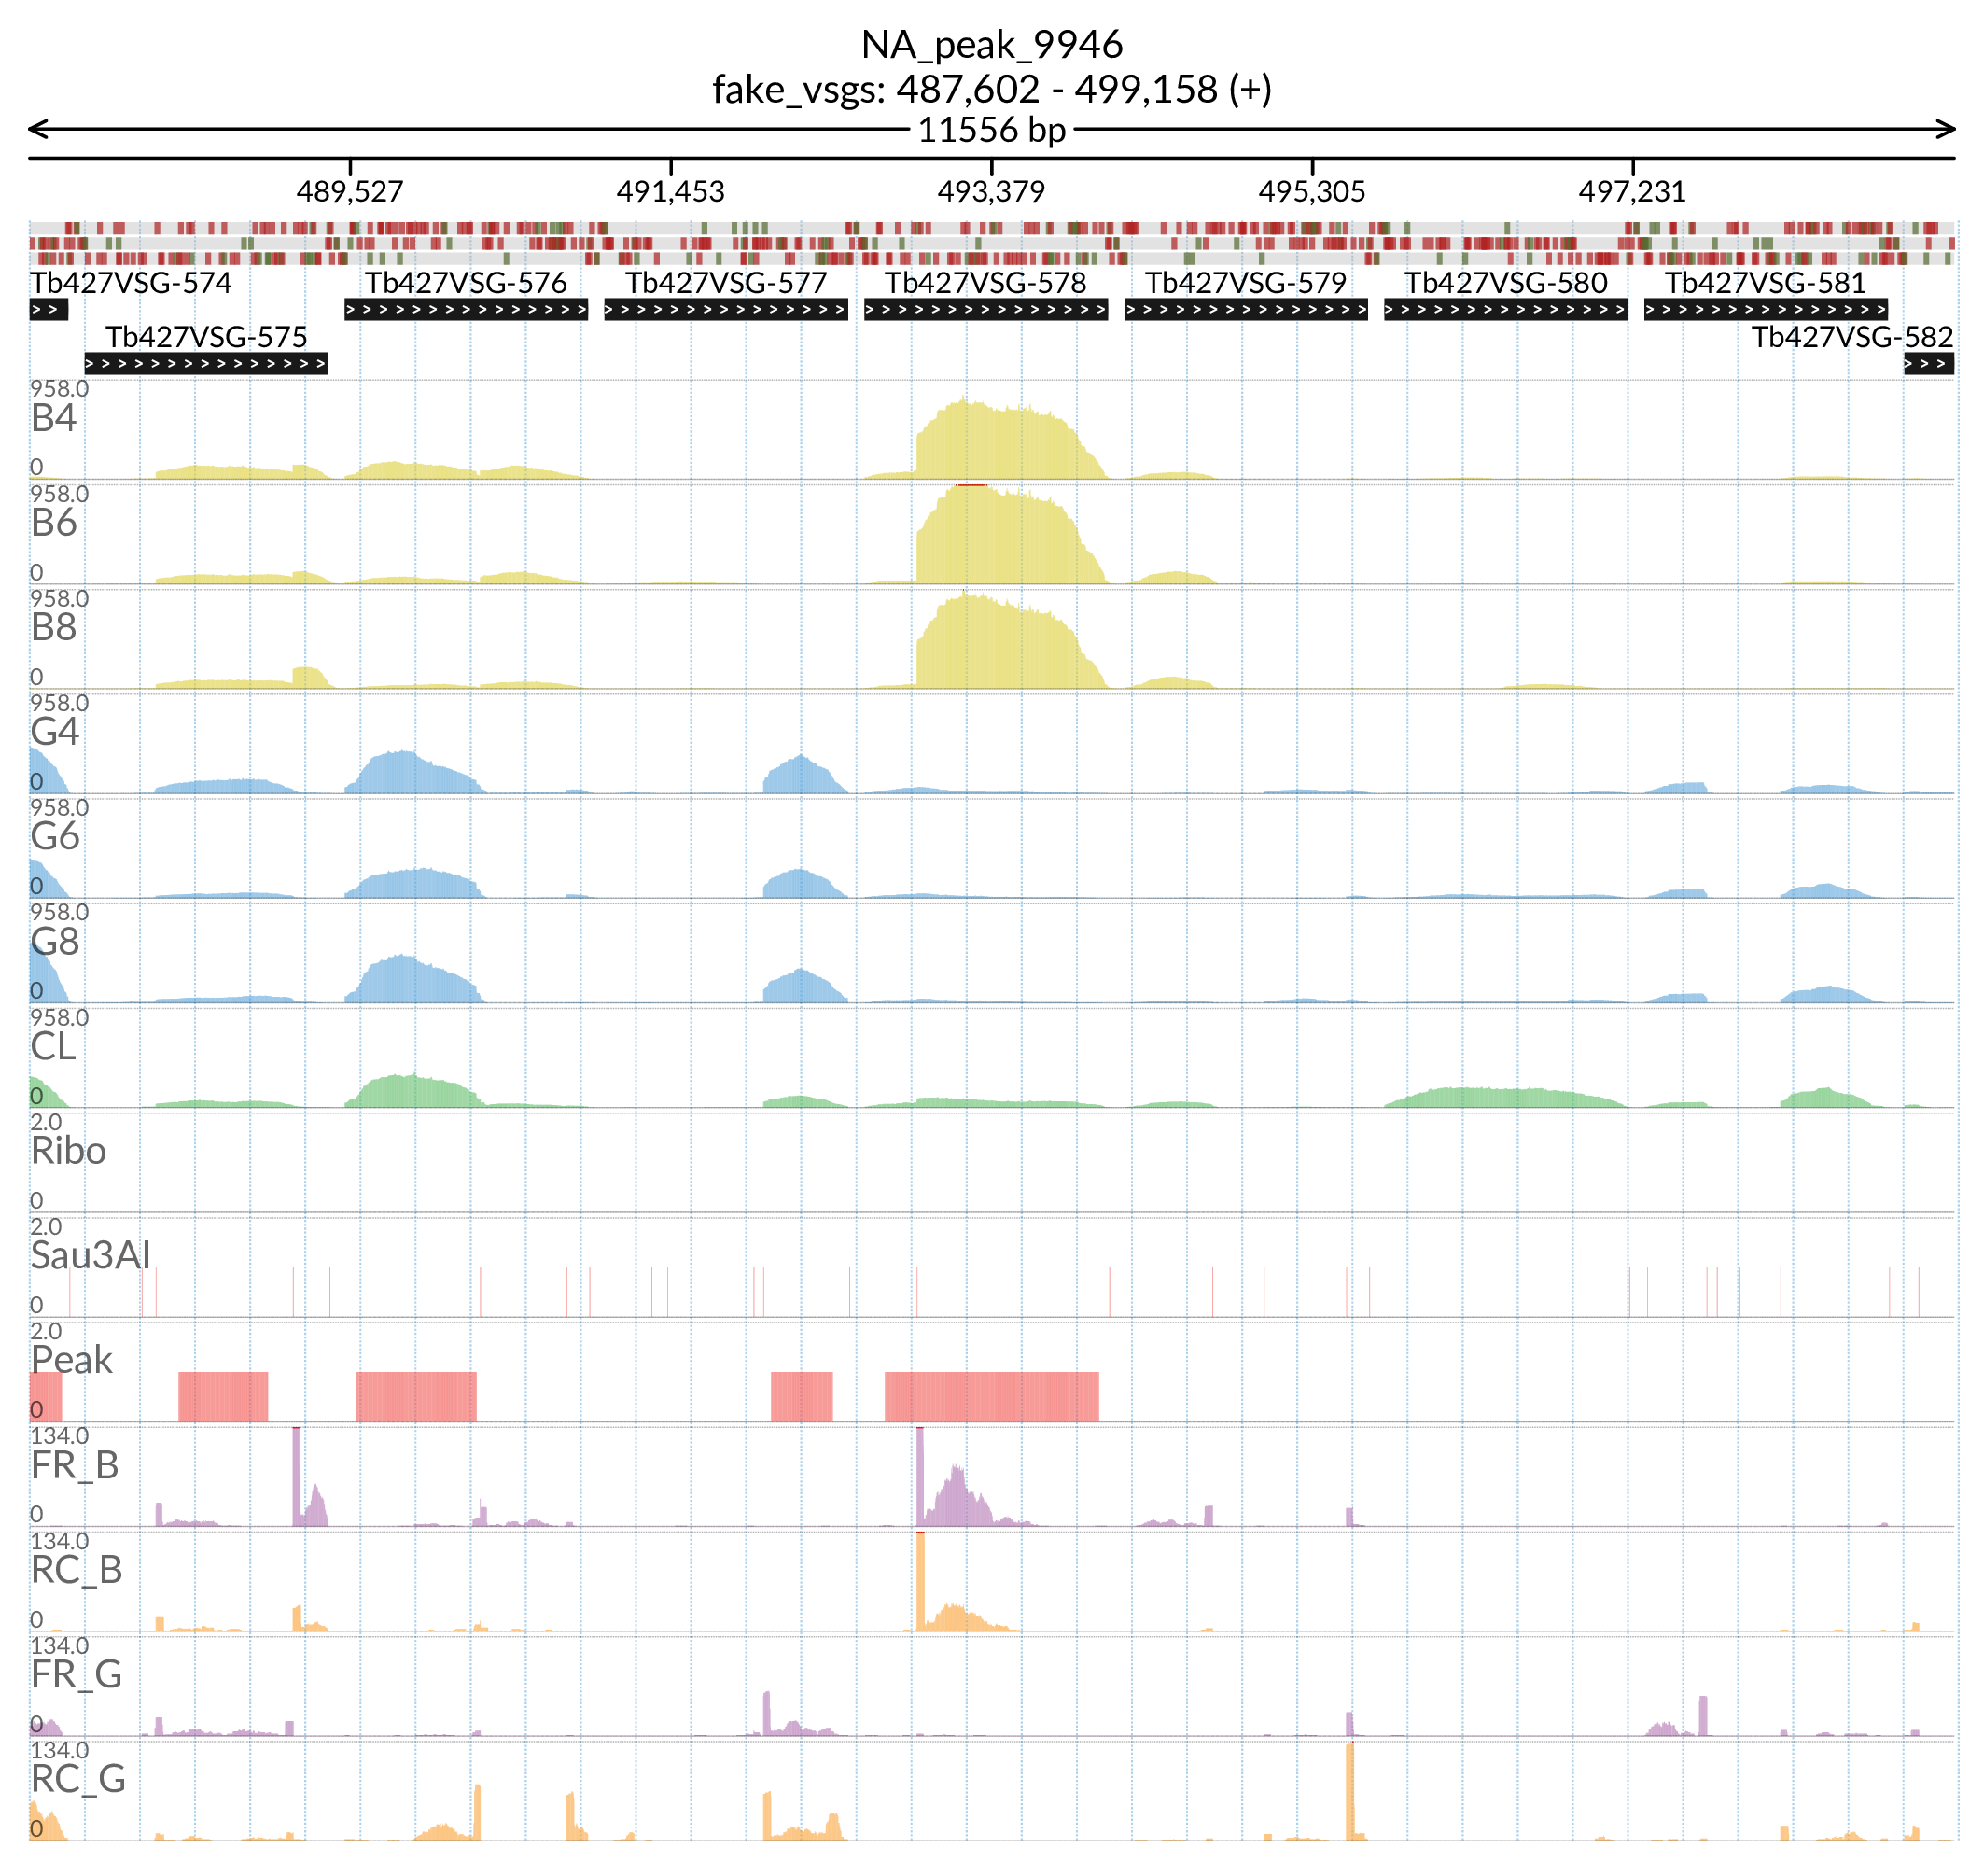 NA_peak_9946
fake_vsgs: 487,602 - 499,158 (+)
11556 bp
489,527 491,453 493,379 495,305 497,231
Tb427VSG-574 Tb427VSG-576 Tb427VSG-577 Tb427VSG-578 Tb427VSG-579 Tb427VSG-580 Tb427VSG-581
Tb427VSG-575 Tb427VSG-582
958.0
B4
0
958.0
B6
0
958.0
B8
0
958.0
G4
0
958.0
G6
0
958.0
G8
0
958.0
CL
0
2.0
Ribo
0
2.0
Sau3AI
0
2.0
Peak
0
134.0
FR_B
0
134.0
RC_B
0
134.0
FR_G
0
134.0
RC_G
0